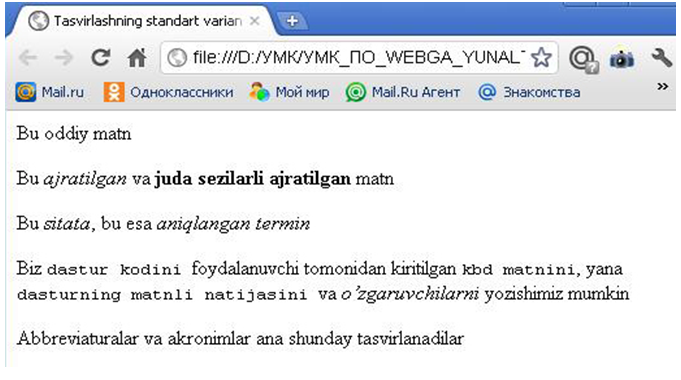 Tasvirlashning standart varian
file:///D:/УМК/УМК_ПО_WEBGA_YUNAL
Mail.ru Одноклассники Мой мир Mail.Ru Агент Знакомства »
Bu oddiy matn
Bu ajratilgan va juda sezilarli ajratilgan matn
Bu sitata, bu esa aniqlangan termin
Biz dastur kodini foydalanuvchi tomonidan kiritilgan kbd matnini, yana
dasturning matnli natijasini va o’zgaruvchilarni yozishimiz mumkin
Abbreviaturalar va akronimlar ana shunday tasvirlanadilar